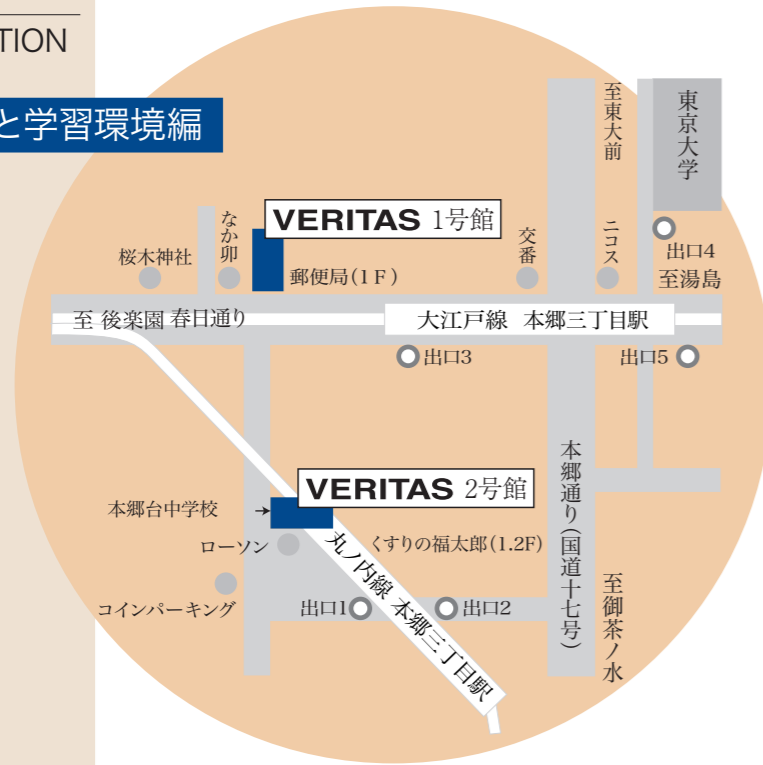 TION
と学習環境編
至東大前
東京大学
VERITAS 1号館
なか卯
交番
ニコス
出口4
桜木神社
郵便局(1F)
至湯島
至 後楽園 春日通り
大江戸線 本郷三丁目駅
出口3
出口5
本郷通り(国道十七号)
VERITAS 2号館
本郷台中学校→
ローソン
くすりの福太郎(1.2F)
丸ノ内線 本郷三丁目駅
コインパーキング
出口1
出口2
至御茶ノ水